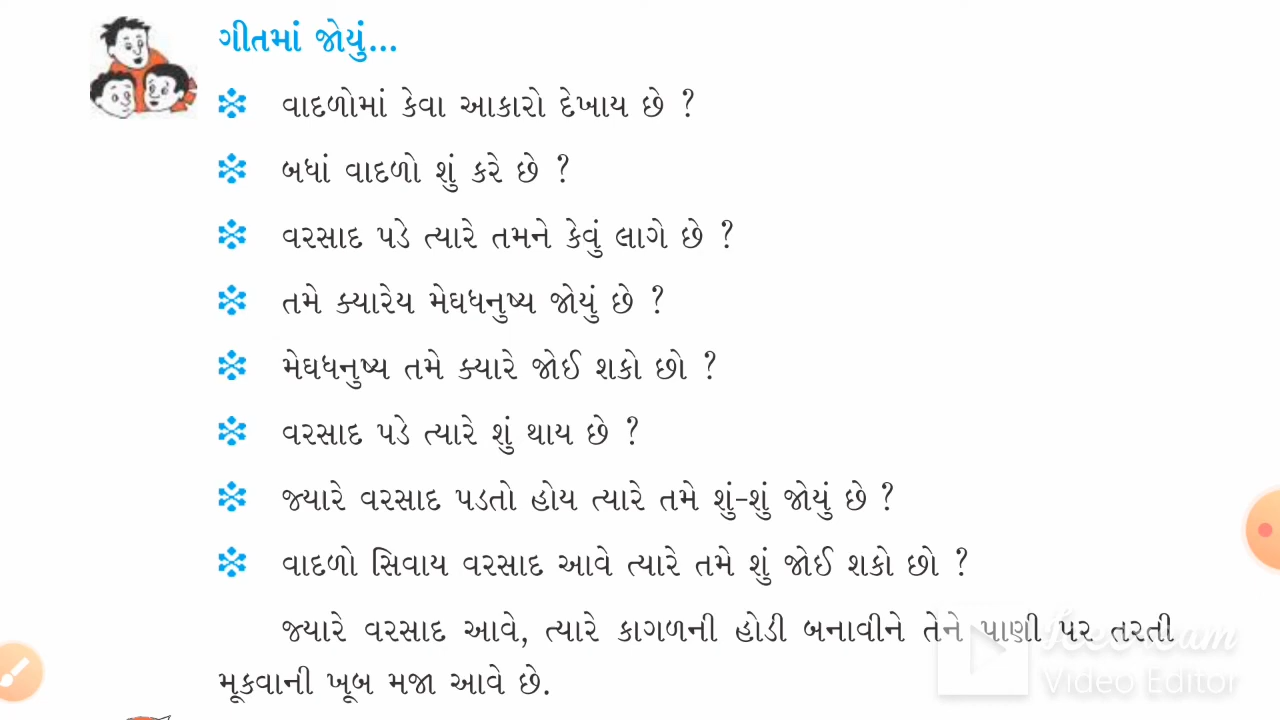 ગીતમાં જોયું...
વાદળોમાં કેવા આકારો દેખાય છે ?
બધાં વાદળો શું કરે છે ?
વરસાદ પડે ત્યારે તમને કેવું લાગે છે ?
તમે ક્યારેય મેઘધનુષ્ય જોયું છે ?
મેઘધનુષ્ય તમે ક્યારે જોઈ શકો છો ?
વરસાદ પડે ત્યારે શું થાય છે ?
જ્યારે વરસાદ પડતો હોય ત્યારે તમે શું-શું જોયું છે ?
વાદળો સિવાય વરસાદ આવે ત્યારે તમે શું જોઈ શકો છો ?
જ્યારે વરસાદ આવે, ત્યારે કાગળની હોડી બનાવીને તેને પાણી પર તરતી
મૂકવાની ખૂબ મજા આવે છે.
Video Editor